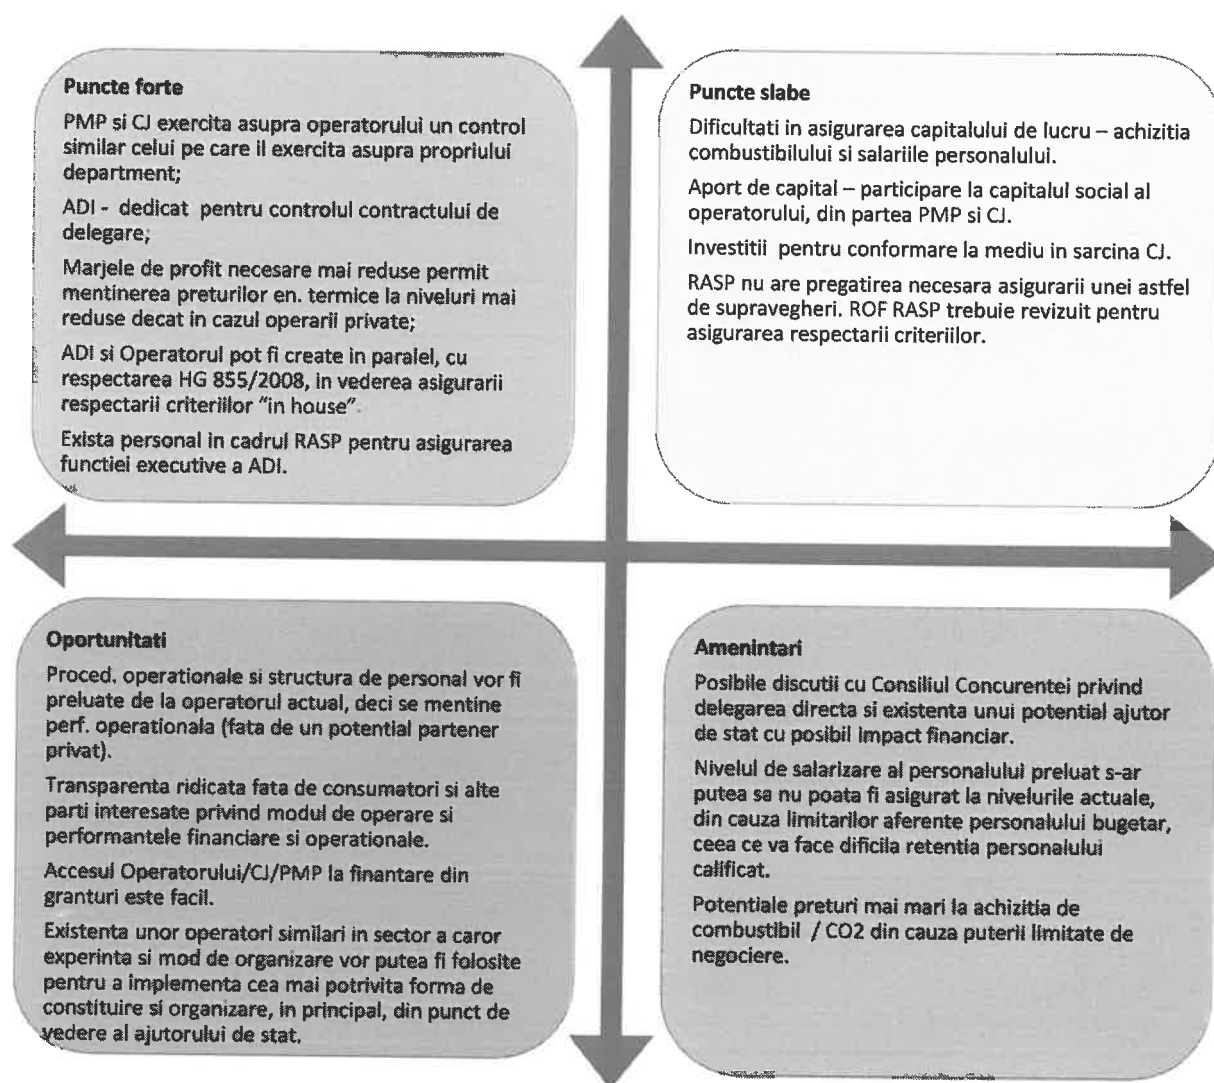 Puncte forte
PMP si CJ exercita asupra operatorului un control
similar celui pe care il exercita asupra propriului
department;
ADI - dedicat pentru controlul contractului de
delegare;
Marjele de profit necesare mai reduse permit
mentinerea preturilor en. termice la niveluri mai
reduse decat in cazul operarii private;
ADI si Operatorul pot fi create in paralel, cu
respectarea HG 855/2008, in vederea asigurarii
respectarii criteriilor "in house"
Exista personal in cadrul RASP pentru asigurarea
functiei executive a ADI.
Puncte slabe
Dificultati in asigurarea capitalului de lucru – achizitia
combustibilului si salariile personalului.
Aport de capital – participare la capitalul social al
operatorului, din partea PMP si CJ.
Investitii pentru conformare la mediu in sarcina CJ.
RASP nu are pregatirea necesara asigurarii unei astfel
de supravegheri. ROF RASP trebuie revizuit pentru
asigurarea respectarii criteriilor.
Oportunitati
Proced. operationale si structura de personal vor fi
preluate de la operatorul actual, deci se mentine
perf. operationala (fata de un potential partener
privat).
Transparenta ridicata fata de consumatori si alte
parti interesate privind modul de operare si
performantele financiare si operationale.
Accesul Operatorului/CJ/PMP la finantare din
granturi este facil.
Existenta unor operatori similari in sector a caror
experinta si mod de organizare vor putea fi folosite
pentru a implementa cea mai potrivita forma de
constituire si organizare, in principal, din punct de
vedere al ajutorului de stat.
Amenintari
Posibile discutii cu Consiliul Concurentei privind
delegarea directa si existenta unui potential ajutor
de stat cu posibil impact financiar.
Nivelul de salarizare al personalului preluat s-ar
putea sa nu poata fi asigurat la nivelurile actuale,
din cauza limitarilor aferente personalului bugetar,
ceea ce va face dificila retentia personalului
calificat.
Potentiale preturi mai mari la achizitia de
combustibil / CO2 din cauza puterii limitate de
negociere.